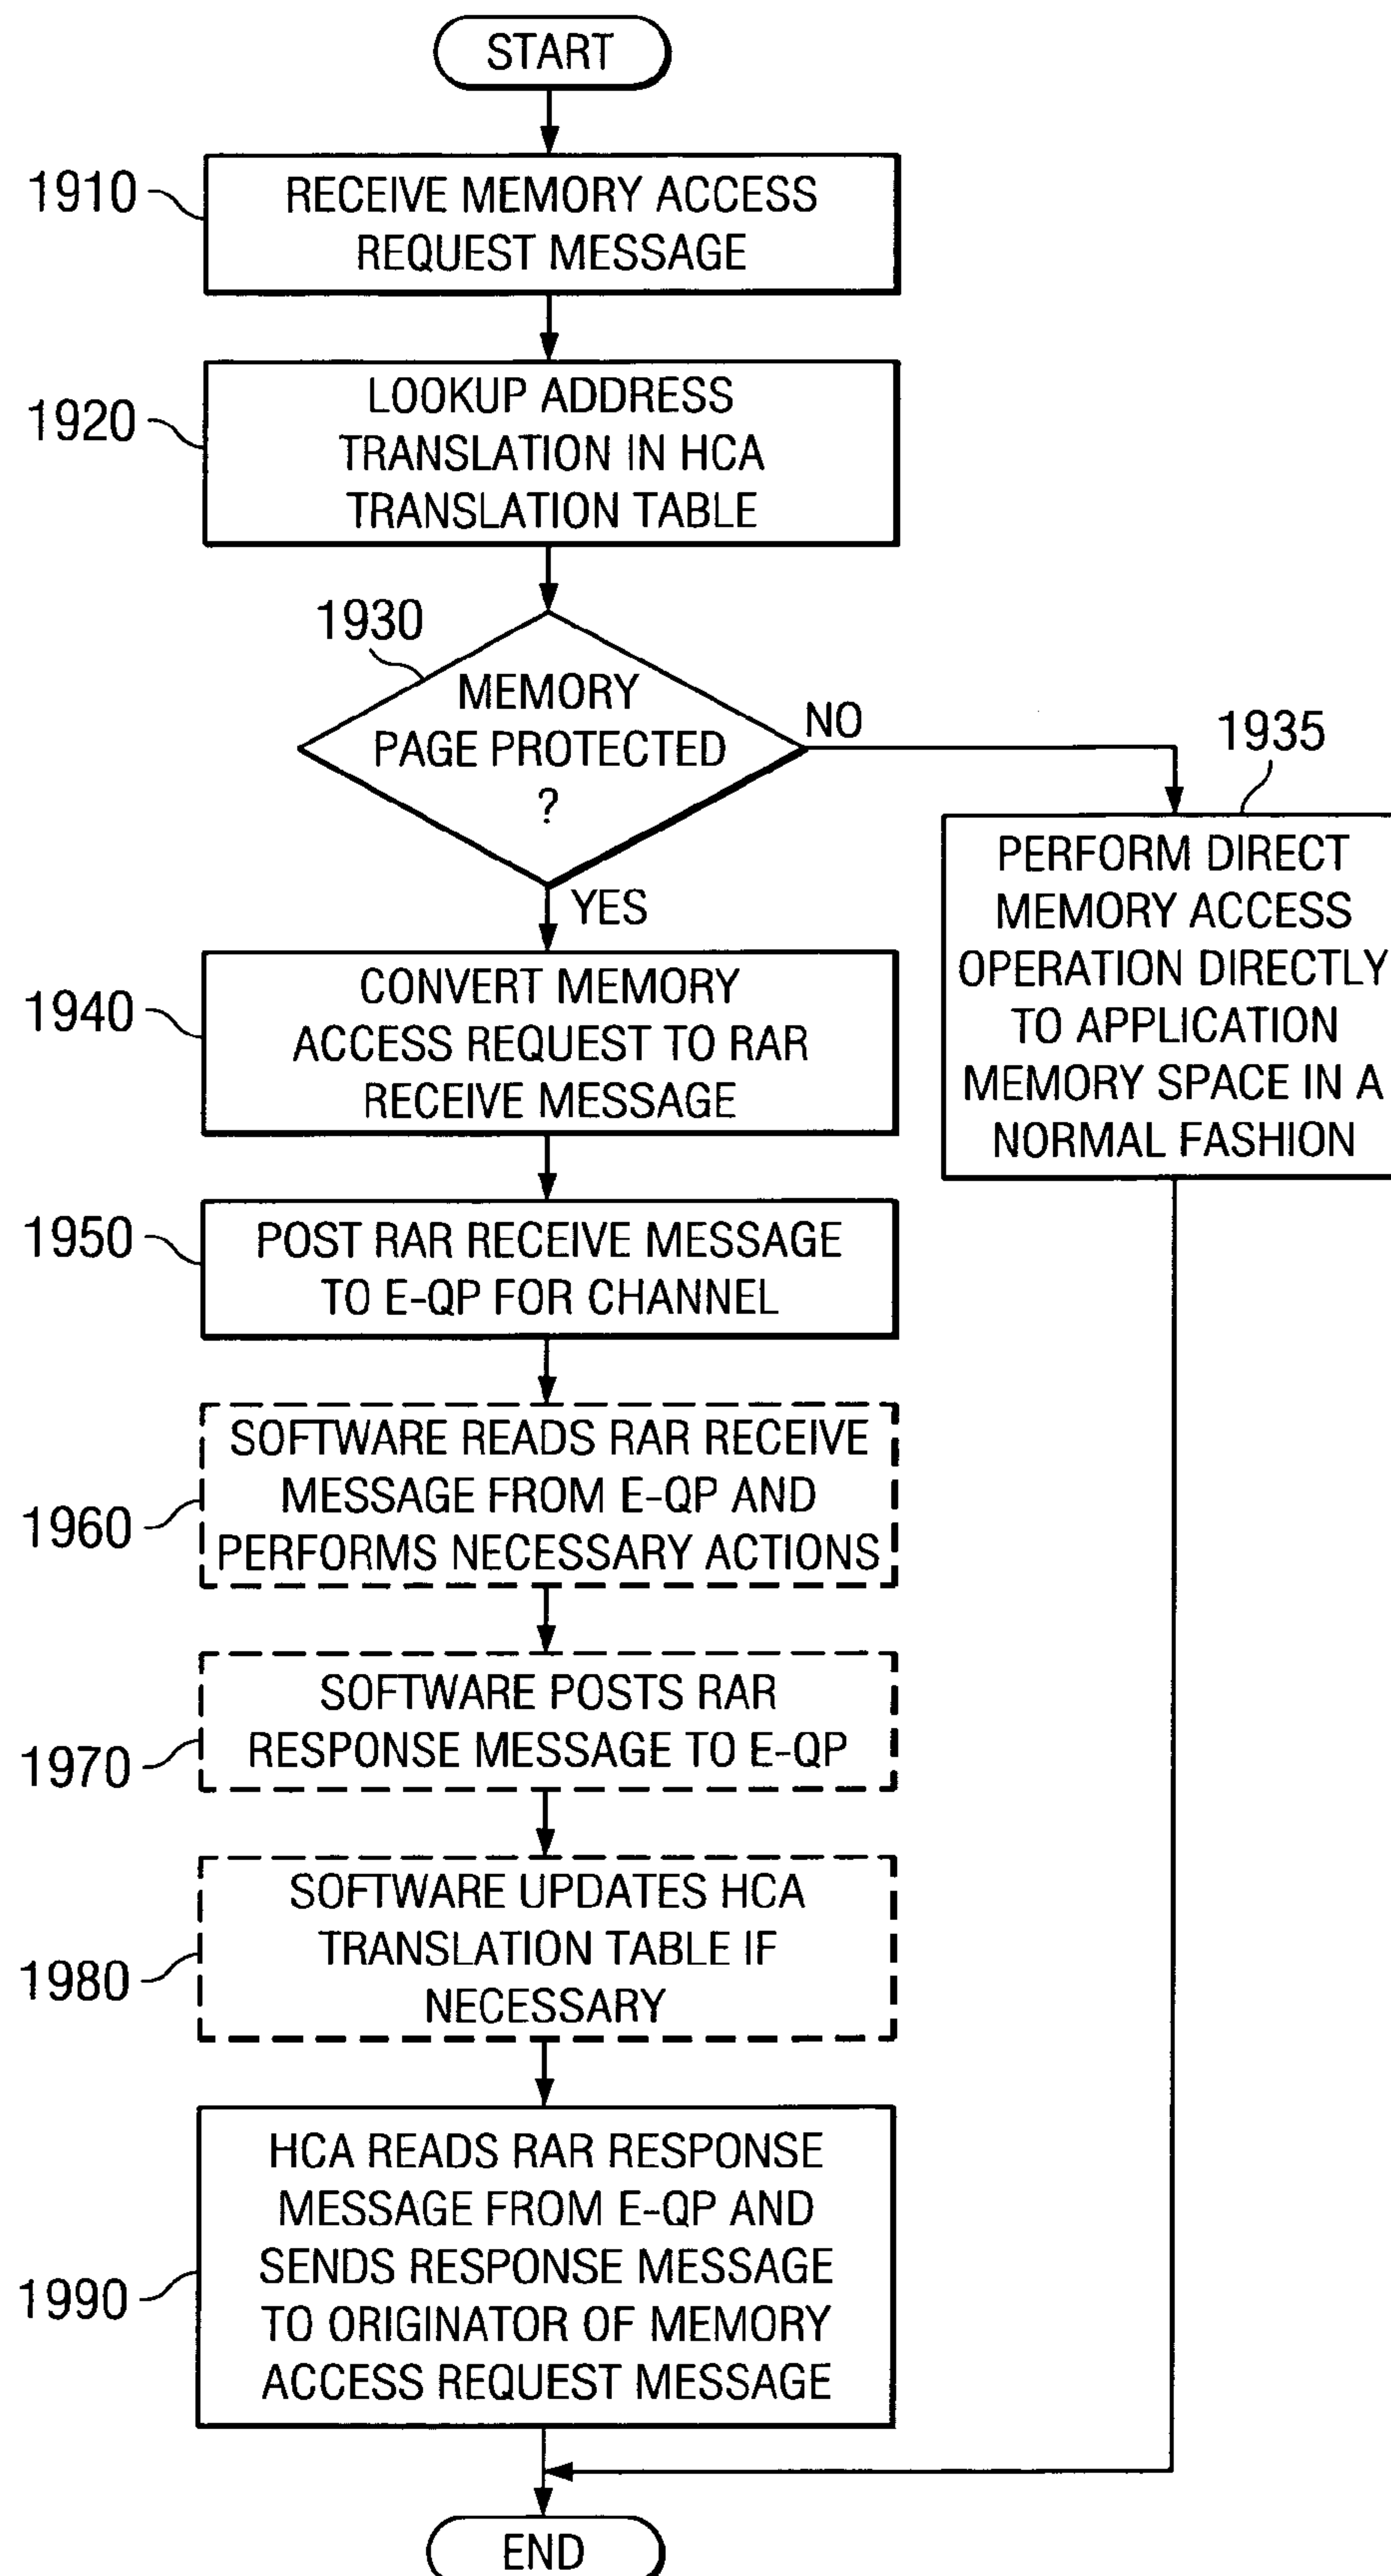 START
1910
RECEIVE MEMORY ACCESS
REQUEST MESSAGE
1920
LOOKUP ADDRESS
TRANSLATION IN HCA
TRANSLATION TABLE
1930
MEMORY
PAGE PROTECTED
?
NO
YES
1935
PERFORM DIRECT
MEMORY ACCESS
OPERATION DIRECTLY
TO APPLICATION
MEMORY SPACE IN A
NORMAL FASHION
1940
CONVERT MEMORY
ACCESS REQUEST TO RAR
RECEIVE MESSAGE
1950
POST RAR RECEIVE MESSAGE
TO E-QP FOR CHANNEL
1960
SOFTWARE READS RAR RECEIVE
MESSAGE FROM E-QP AND
PERFORMS NECESSARY ACTIONS
1970
SOFTWARE POSTS RAR
RESPONSE MESSAGE TO E-QP
1980
SOFTWARE UPDATES HCA
TRANSLATION TABLE IF
NECESSARY
1990
HCA READS RAR RESPONSE
MESSAGE FROM E-QP AND
SENDS RESPONSE MESSAGE
TO ORIGINATOR OF MEMORY
ACCESS REQUEST MESSAGE
END